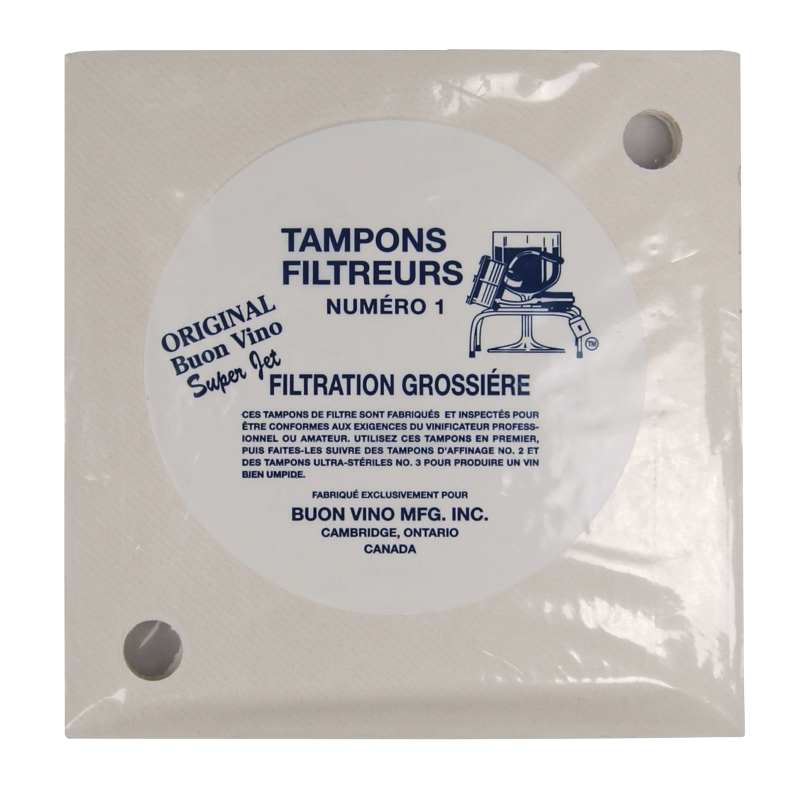 TAMPONS
FILTREURS
NUMÉRO 1
ORIGINAL
Buon Vino
Super Jet
TM
FILTRATION GROSSIÉRE
CES TAMPONS DE FILTRE SONT FABRIQUÉS ET INSPECTÉS POUR
ÊTRE CONFORMES AUX EXIGENCES DU VINIFICATEUR PROFESS-
IONNEL OU AMATEUR. UTILISEZ CES TAMPONS EN PREMIER,
PUIS FAITES-LES SUIVRE DES TAMPONS D'AFFINAGE NO. 2 ET
DES TAMPONS ULTRA-STÉRILES NO. 3 POUR PRODUIRE UN VIN
BIEN UMPIDE.
FABRIQUÉ EXCLUSIVEMENT POUR
BUON VINO MFG. INC.
CAMBRIDGE, ONTARIO
CANADA